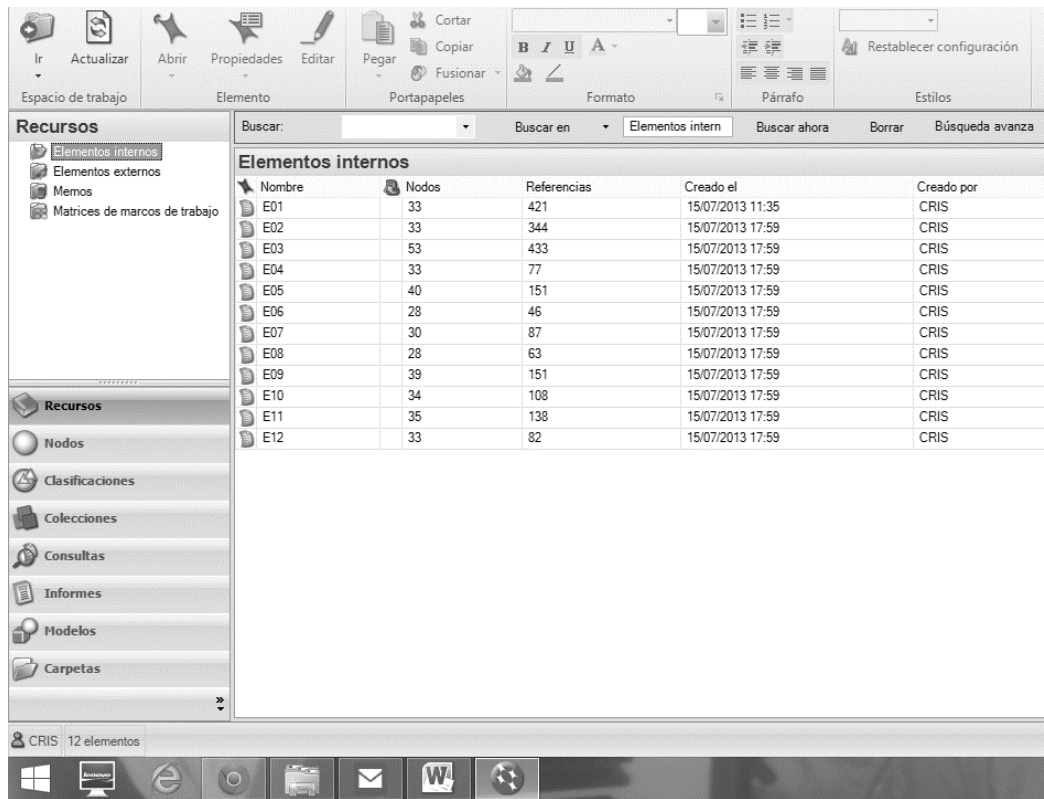 Ir Actualizar Abrir Propiedades Editar Pegar Cortar
Copiar
Fusionar
B I U A
Restablecer configuración
Espacio de trabajo Elemento Portapapeles Formato Párrafo Estilos
Recursos
Elementos internos
Elementos externos
Memos
Matrices de marcos de trabajo
Buscar: Buscar en Elementos intern Buscar ahora Borrar Búsqueda avanza
Elementos internos
Nombre Nodos Referencias Creado el Creado por
E01 33 421 15/07/2013 11:35 CRIS
E02 33 344 15/07/2013 17:59 CRIS
E03 53 433 15/07/2013 17:59 CRIS
E04 33 77 15/07/2013 17:59 CRIS
E05 40 151 15/07/2013 17:59 CRIS
E06 28 46 15/07/2013 17:59 CRIS
E07 30 87 15/07/2013 17:59 CRIS
E08 28 63 15/07/2013 17:59 CRIS
E09 39 151 15/07/2013 17:59 CRIS
E10 34 108 15/07/2013 17:59 CRIS
E11 35 138 15/07/2013 17:59 CRIS
E12 33 82 15/07/2013 17:59 CRIS
Recursos
Nodos
Clasificaciones
Colecciones
Consultas
Informes
Modelos
Carpetas
CRIS 12 elementos
lenovo